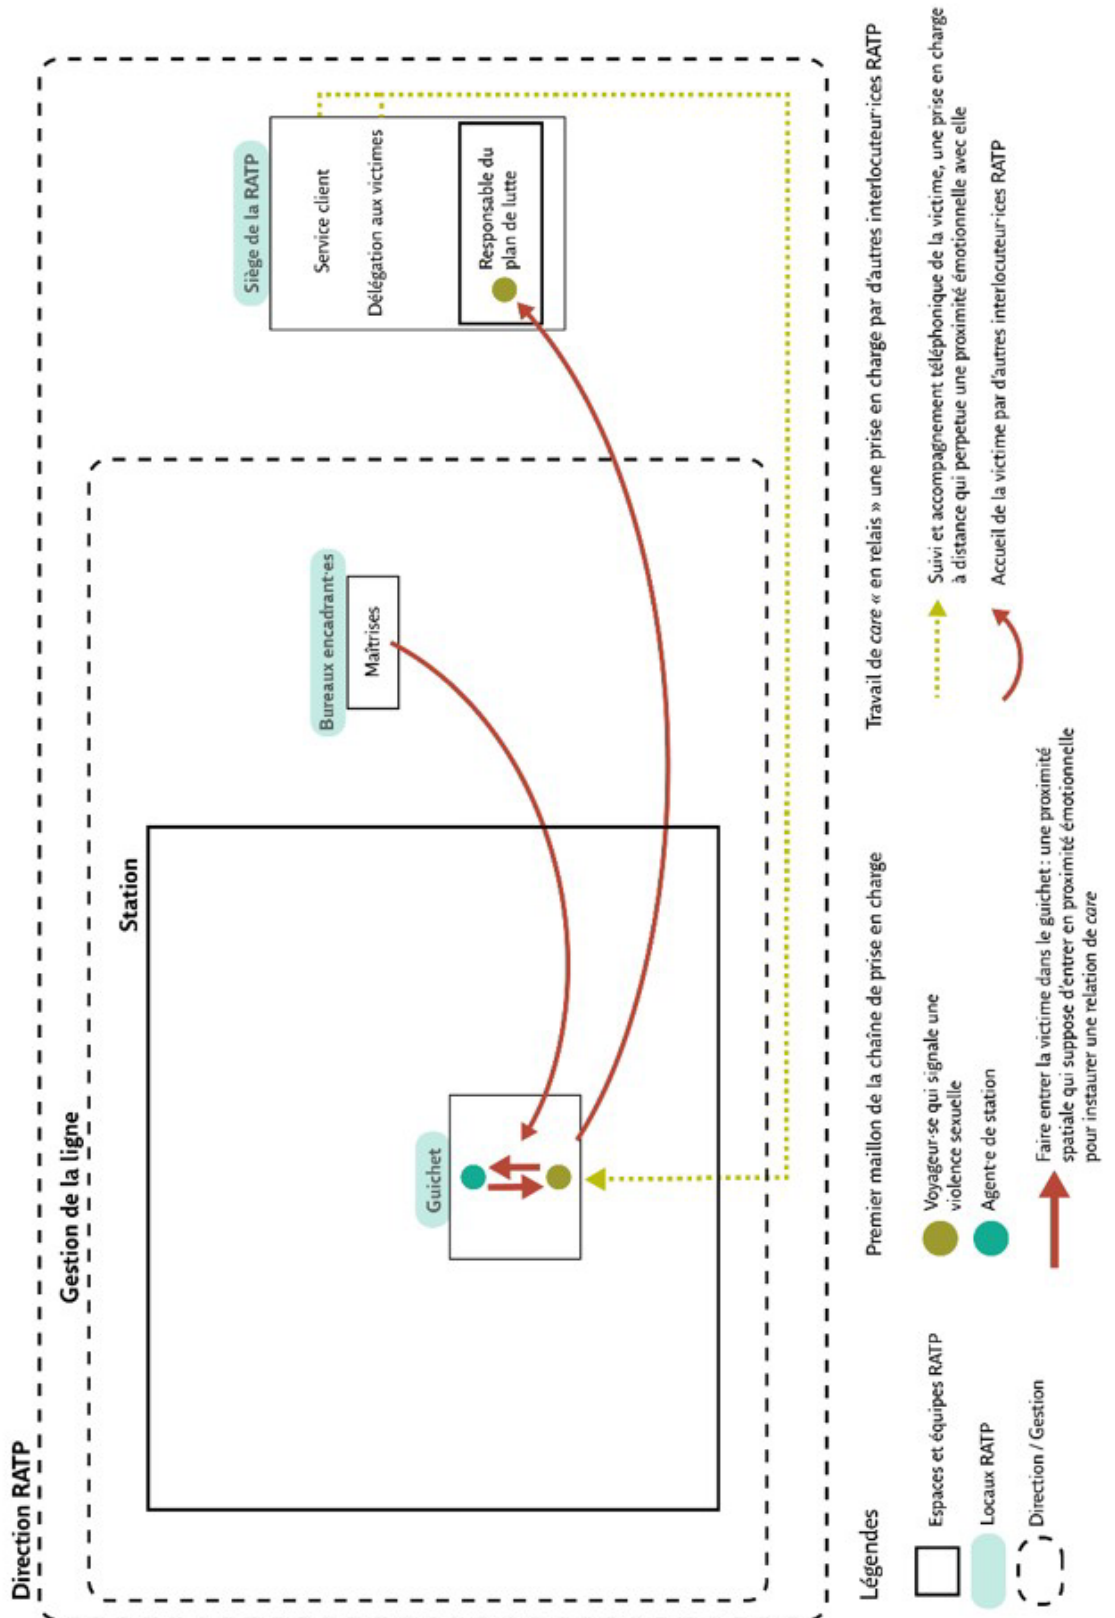 Direction RATP
Gestion de la ligne
Station
Guichet
Bureaux encadrant·es
Maîtrises
Siège de la RATP
Service client
Délégation aux victimes
Responsable du
plan de lutte
Légendes
Espaces et équipes RATP
Locaux RATP
Direction / Gestion
Premier maillon de la chaîne de prise en charge
Voyageur·se qui signale une
violence sexuelle
Agent·e de station
Faire entrer la victime dans le guichet : une proximité
spatiale qui suppose d'entrer en proximité émotionnelle
pour instaurer une relation de care
Travail de care « en relais » une prise en charge par d'autres interlocuteur·ices RATP
Suivi et accompagnement téléphonique de la victime, une prise en charge
à distance qui perpetue une proximité émotionnelle avec elle
Accueil de la victime par d'autres interlocuteur·ices RATP